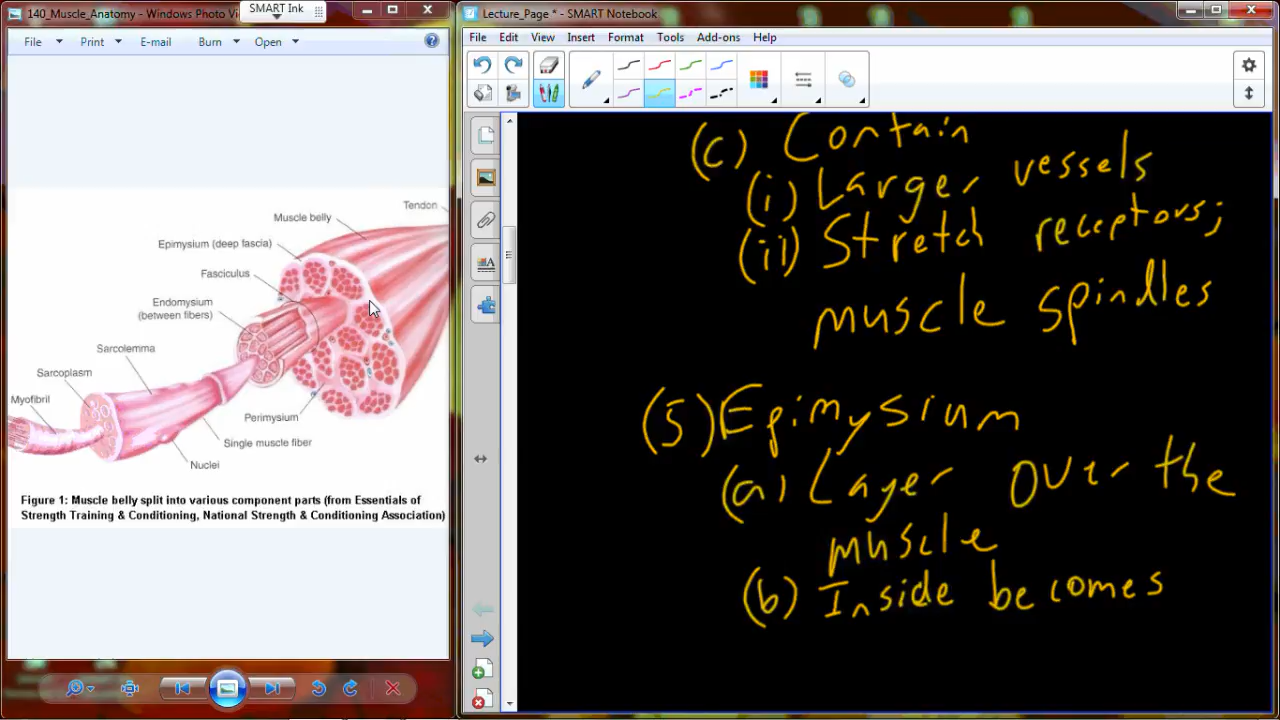 140_Muscle_Anatomy - Windows Photo Vi
SMART Ink
File Print E-mail Burn Open
Tendon
Muscle belly
Epimysium (deep fascia)
Fasciculus
Endomysium
(between fibers)
Sarcolemma
Sarcoplasm
Myofibril
Perimysium
Single muscle fiber
Nuclei
Figure 1: Muscle belly split into various component parts (from Essentials of
Strength Training & Conditioning, National Strength & Conditioning Association)
Lecture_Page * - SMART Notebook
File Edit View Insert Format Tools Add-ons Help
(c) Contain
(i) Larger vessels
(ii) Stretch receptors;
muscle spindles
(5) Epimysium
(a) Layer over the
muscle
(b) Inside becomes